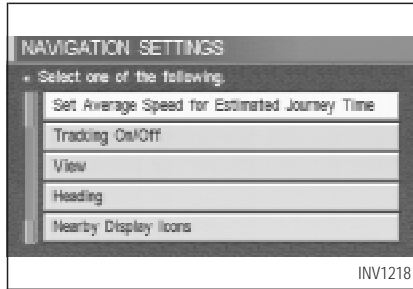 NAVIGATION SETTINGS
Select one of the following.
Set Average Speed for Estimated Journey Time
Tracking On/Off
View
Heading
Nearby Display Icons
INV1218